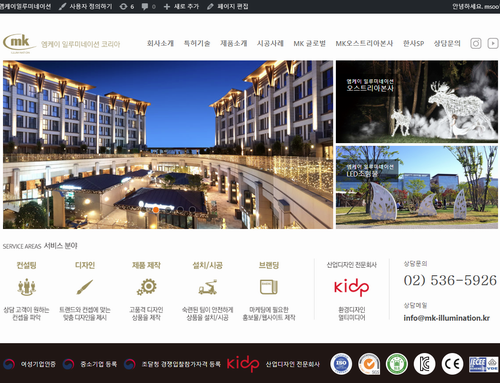 엠케이일루미네이션 사용자 정의하기 6 0 새로 추가 페이지 편집 안녕하세요, msoo
mk 엠케이 일루미네이션 코리아 회사소개 특허기술 제품소개 시공사례 MK 글로벌 MK오스트리아본사 한사SP 상담문의
엠케이 일루미네이션
오스트리아본사
엠케이 일루미네이션
LED조형물
SERVICE AREAS 서비스 분야
컨설팅 디자인 제품 제작 설치/시공 브랜딩
상담 고객이 원하는
컨셉을 파악
트랜드와 컨셉에 맞는
맞춤 디자인을 제시
고품격 디자인
상품을 제작
숙련된 팀이 안전하게
상품을 설치/시공
마케팅에 필요한
홍보물/웹사이트 제작
산업디자인 전문회사
kidp
환경디자인
멀티미디어
상담문의
02) 536-5926
상담메일
info@mk-illumination.kr
여성기업인증 중소기업 등록 조달청 경쟁입찰참가자격 등록 kidp 산업디자인 전문회사
ISO
CE
VDE